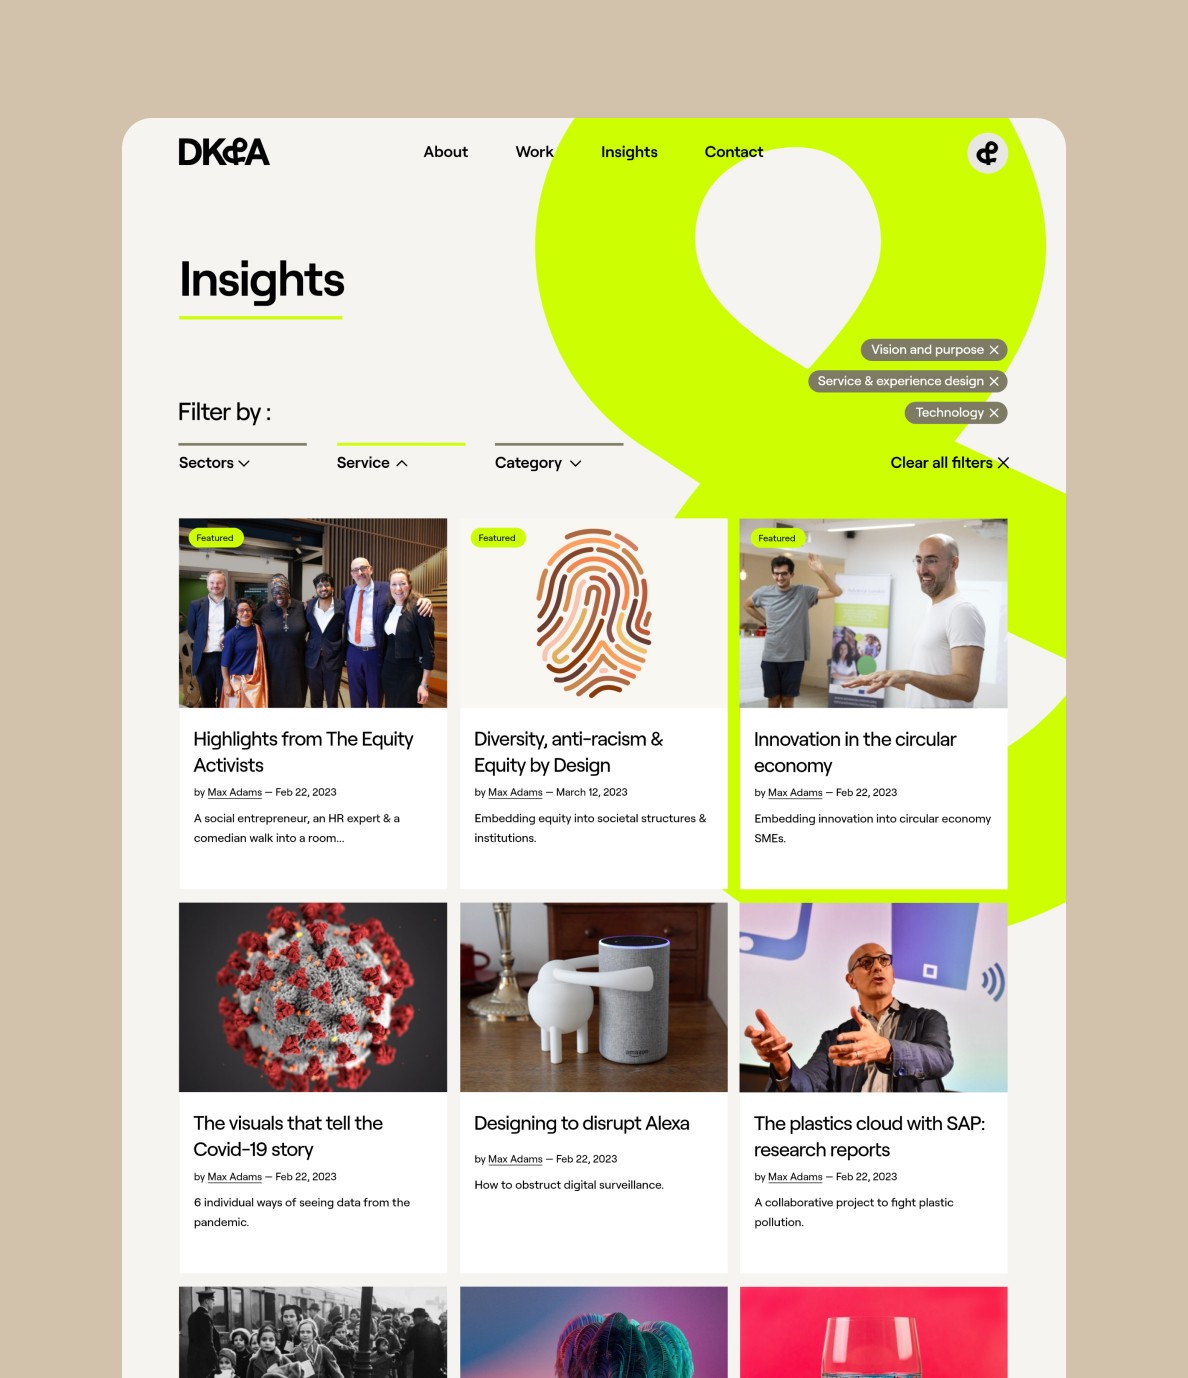 DK&A
About Work Insights Contact
Insights
Vision and purpose
Service & experience design
Technology
Filter by :
Sectors Service Category Clear all filters
Featured Featured Featured
Highlights from The Equity
Activists
by Max Adams — Feb 22, 2023
A social entrepreneur, an HR expert & a
comedian walk into a room...
Diversity, anti-racism &
Equity by Design
by Max Adams — March 12, 2023
Embedding equity into societal structures &
institutions.
Innovation in the circular
economy
by Max Adams — Feb 22, 2023
Embedding innovation into circular economy
SMEs.
amazon
The visuals that tell the
Covid-19 story
by Max Adams — Feb 22, 2023
6 individual ways of seeing data from the
pandemic.
Designing to disrupt Alexa
by Max Adams — Feb 22, 2023
How to obstruct digital surveillance.
The plastics cloud with SAP:
research reports
by Max Adams — Feb 22, 2023
A collaborative project to fight plastic
pollution.